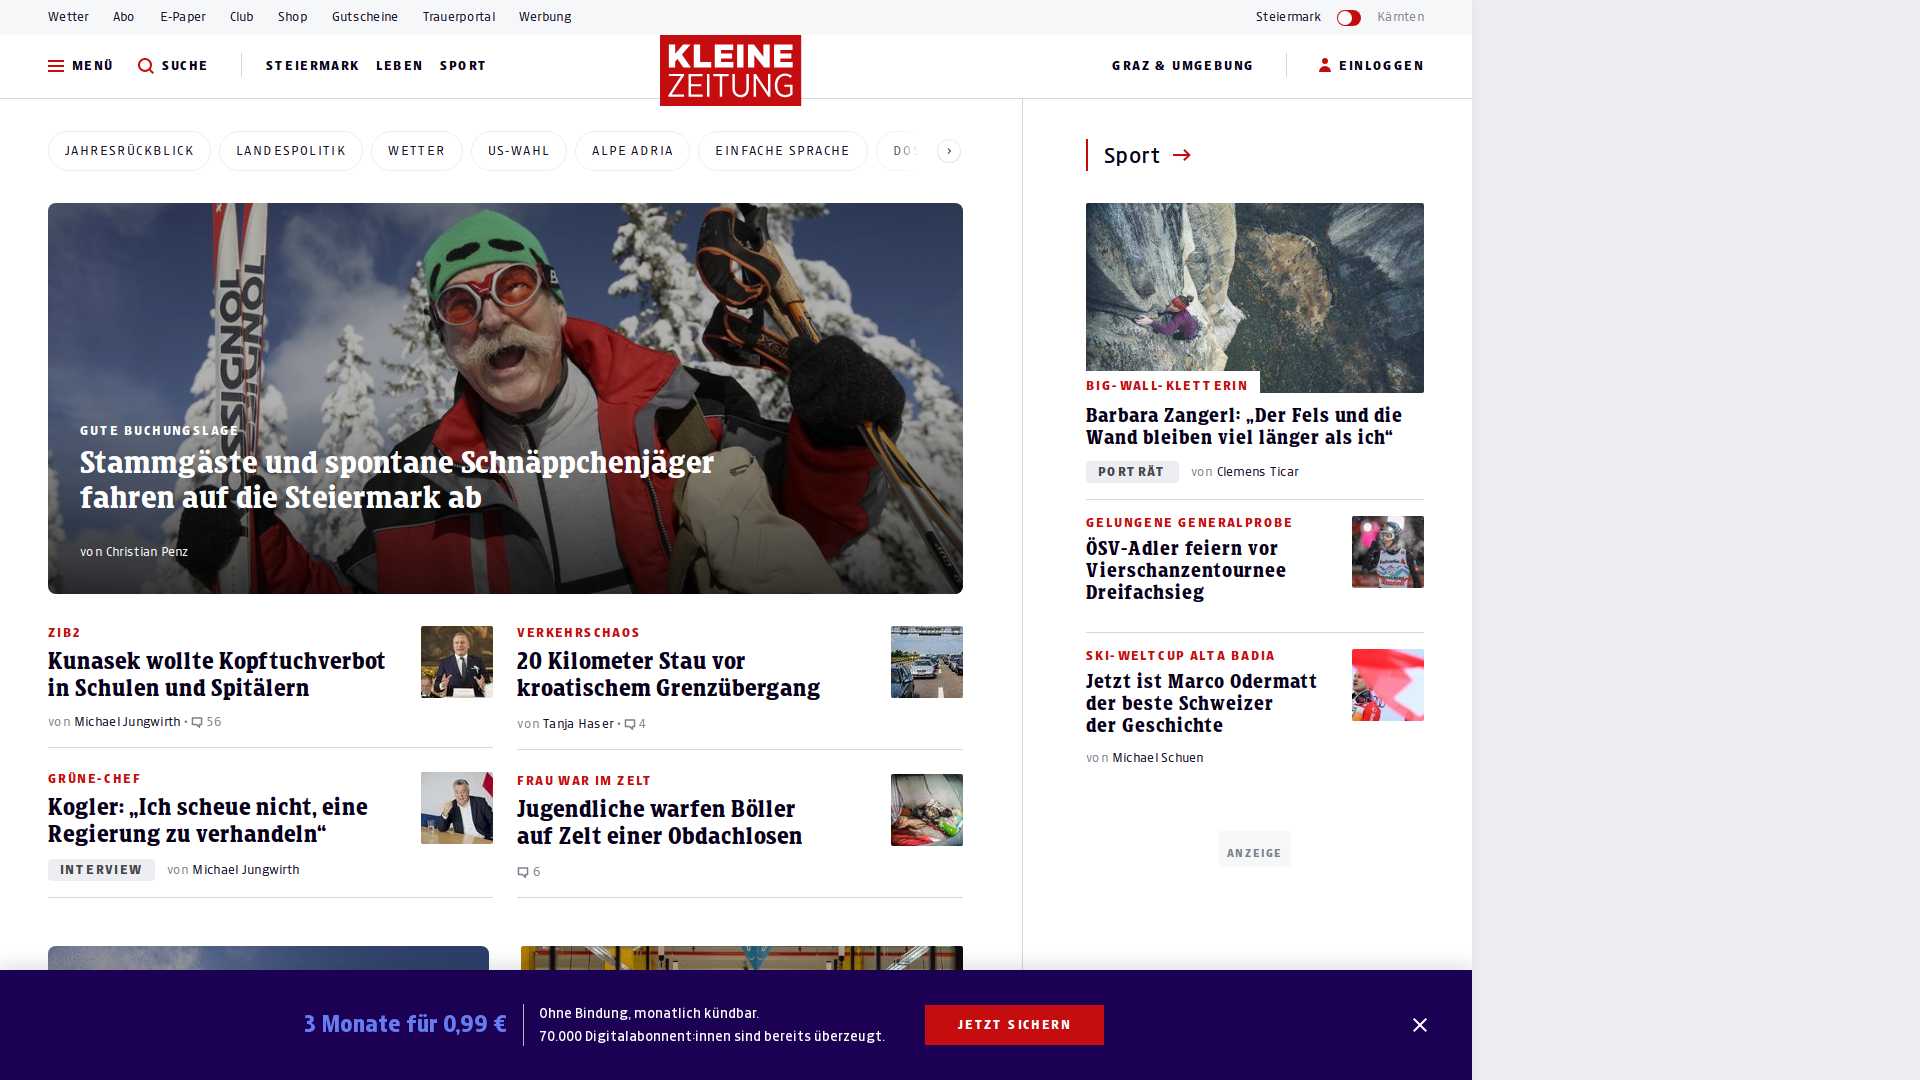 Wetter Abo E-Paper Club Shop Gutscheine Trauerportal Werbung
Steiermark Kärnten
MENÜ SUCHE STEIERMARK LEBEN SPORT
KLEINE
ZEITUNG
GRAZ & UMGEBUNG EINLOGGEN
JAHRESRÜCKBLICK LANDESPOLITIK WETTER US-WAHL ALPE ADRIA EINFACHE SPRACHE
ROSSIGNOL
GUTE BUCHUNGSLAGE
Stammgäste und spontane Schnäppchenjäger
fahren auf die Steiermark ab
von Christian Penz
ZIB2
Kunasek wollte Kopftuchverbot
in Schulen und Spitälern
von Michael Jungwirth • 56
VERKEHRSCHAOS
20 Kilometer Stau vor
kroatischem Grenzübergang
von Tanja Haser • 4
GRÜNE-CHEF
Kogler: „Ich scheue nicht, eine
Regierung zu verhandeln“
INTERVIEW von Michael Jungwirth
FRAU WAR IM ZELT
Jugendliche warfen Böller
auf Zelt einer Obdachlosen
6
Sport
BIG-WALL-KLETTERIN
Barbara Zangerl: „Der Fels und die
Wand bleiben viel länger als ich“
PORTRÄT von Clemens Ticar
GELUNGENE GENERALPROBE
ÖSV-Adler feiern vor
Vierschanzentournee
Dreifachsieg
SKI-WELTCUP ALTA BADIA
Jetzt ist Marco Odermatt
der beste Schweizer
der Geschichte
von Michael Schuen
ANZEIGE
3 Monate für 0,99 €
Ohne Bindung, monatlich kündbar.
70.000 Digitalabonnent:innen sind bereits überzeugt.
JETZT SICHERN